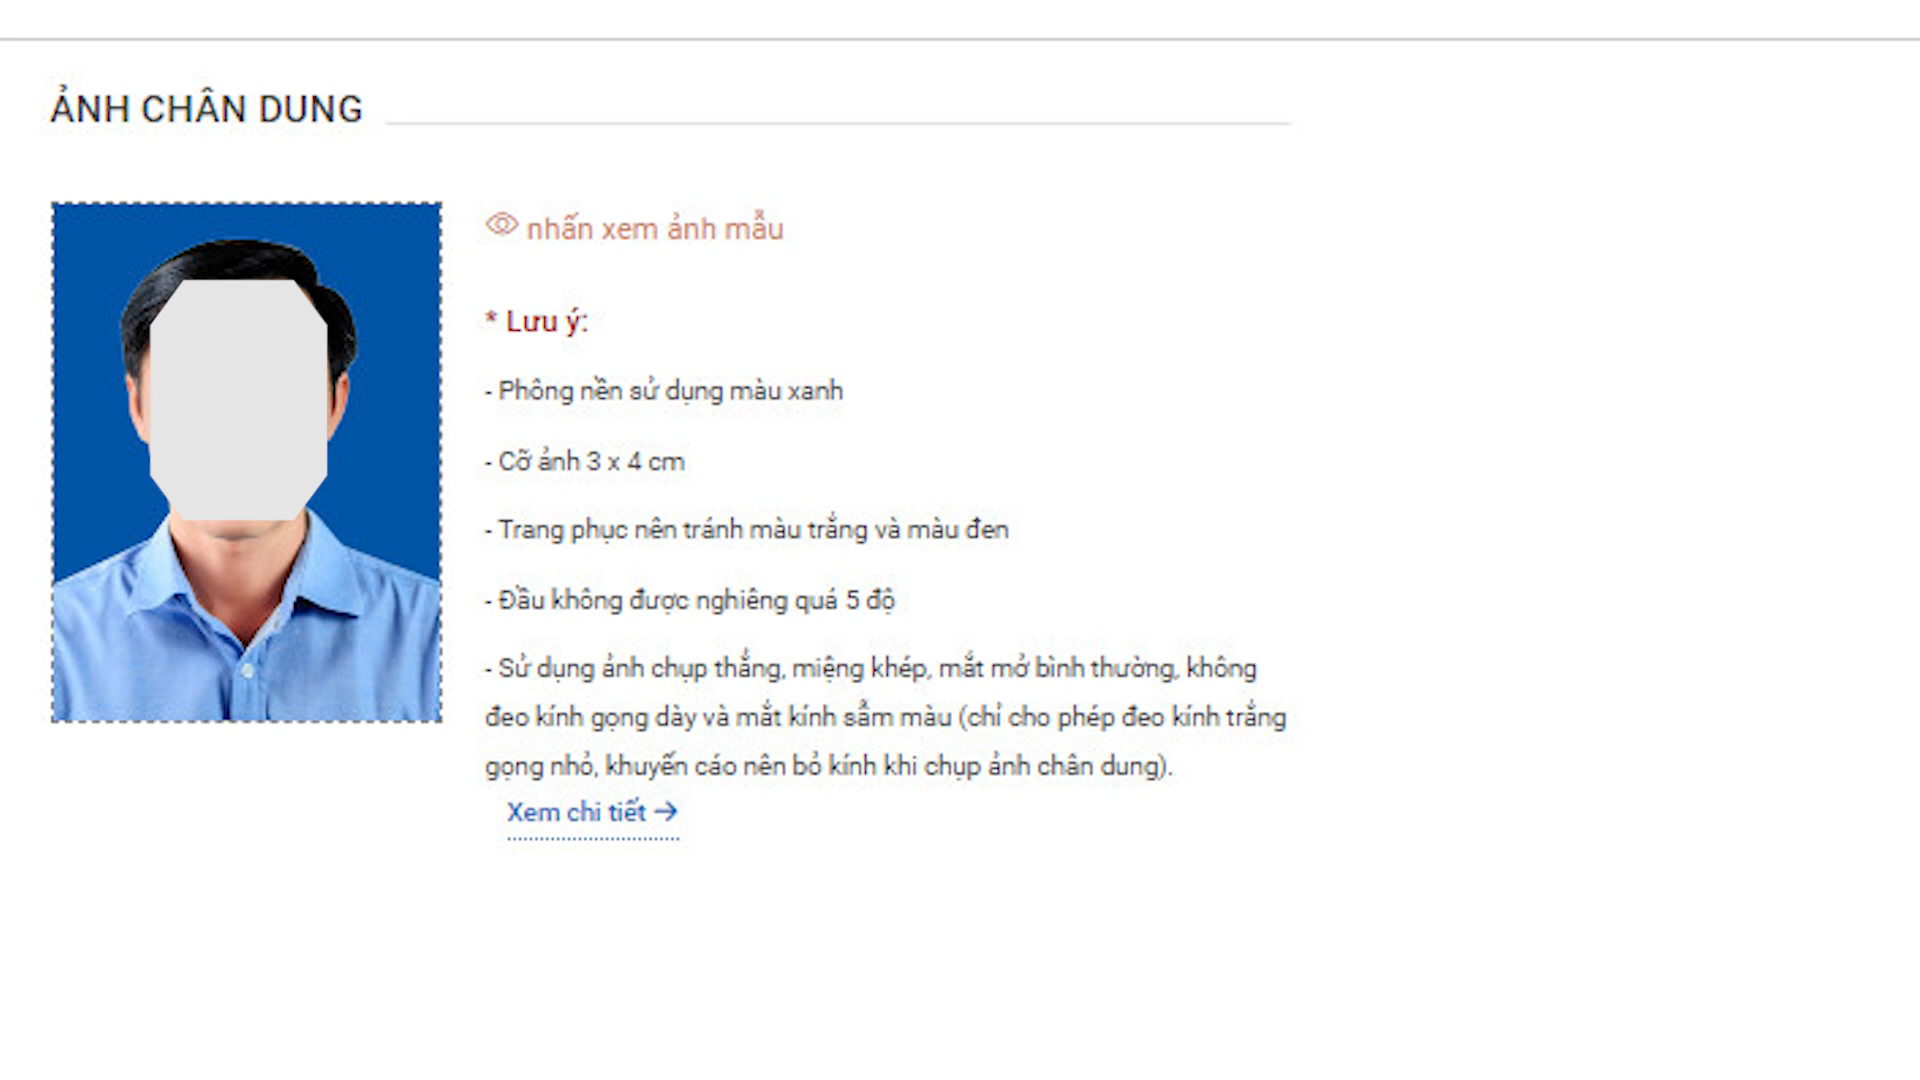 ẢNH CHÂN DUNG
nhấn xem ảnh mẫu
* Lưu ý:
- Phông nền sử dụng màu xanh
- Cỡ ảnh 3 x 4 cm
- Trang phục nên tránh màu trắng và màu đen
- Đầu không được nghiêng quá 5 độ
- Sử dụng ảnh chụp thẳng, miệng khép, mắt mở bình thường, không
đeo kính gọng dày và mắt kính sẫm màu (chỉ cho phép đeo kính trắng
gọng nhỏ, khuyến cáo nên bỏ kính khi chụp ảnh chân dung).
Xem chi tiết →